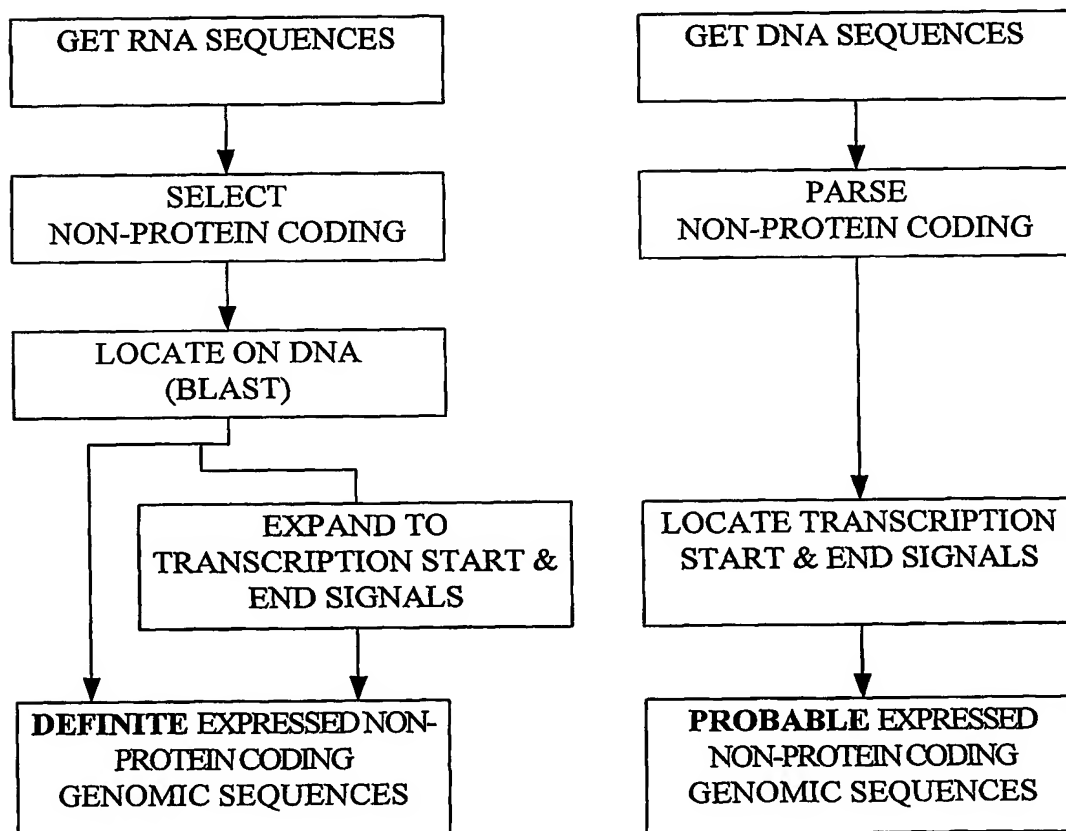 GET RNA SEQUENCES
SELECT
NON-PROTEIN CODING
LOCATE ON DNA
(BLAST)
EXPAND TO
TRANSCRIPTION START &
END SIGNALS
DEFINITE EXPRESSED NON-
PROTEIN CODING
GENOMIC SEQUENCES
GET DNA SEQUENCES
PARSE
NON-PROTEIN CODING
LOCATE TRANSCRIPTION
START & END SIGNALS
PROBABLE EXPRESSED
NON-PROTEIN CODING
GENOMIC SEQUENCES